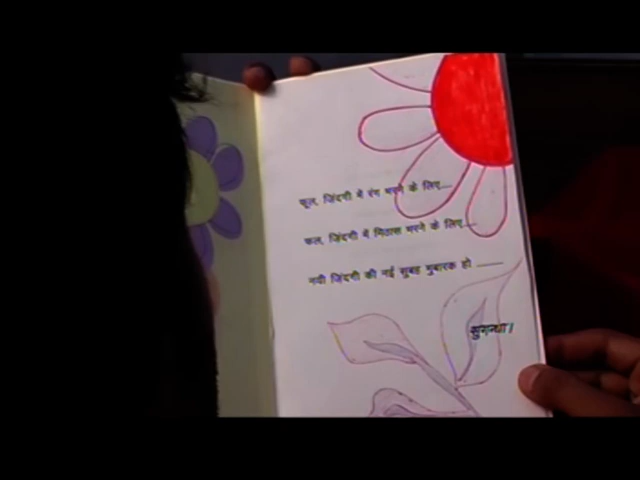 फूल, ज़िंदगी में रंग भरने के लिए....
फल, ज़िंदगी में मिठास भरने के लिए....
नयी ज़िंदगी की नई सुबह मुबारक हो ........
सुगन्धा।